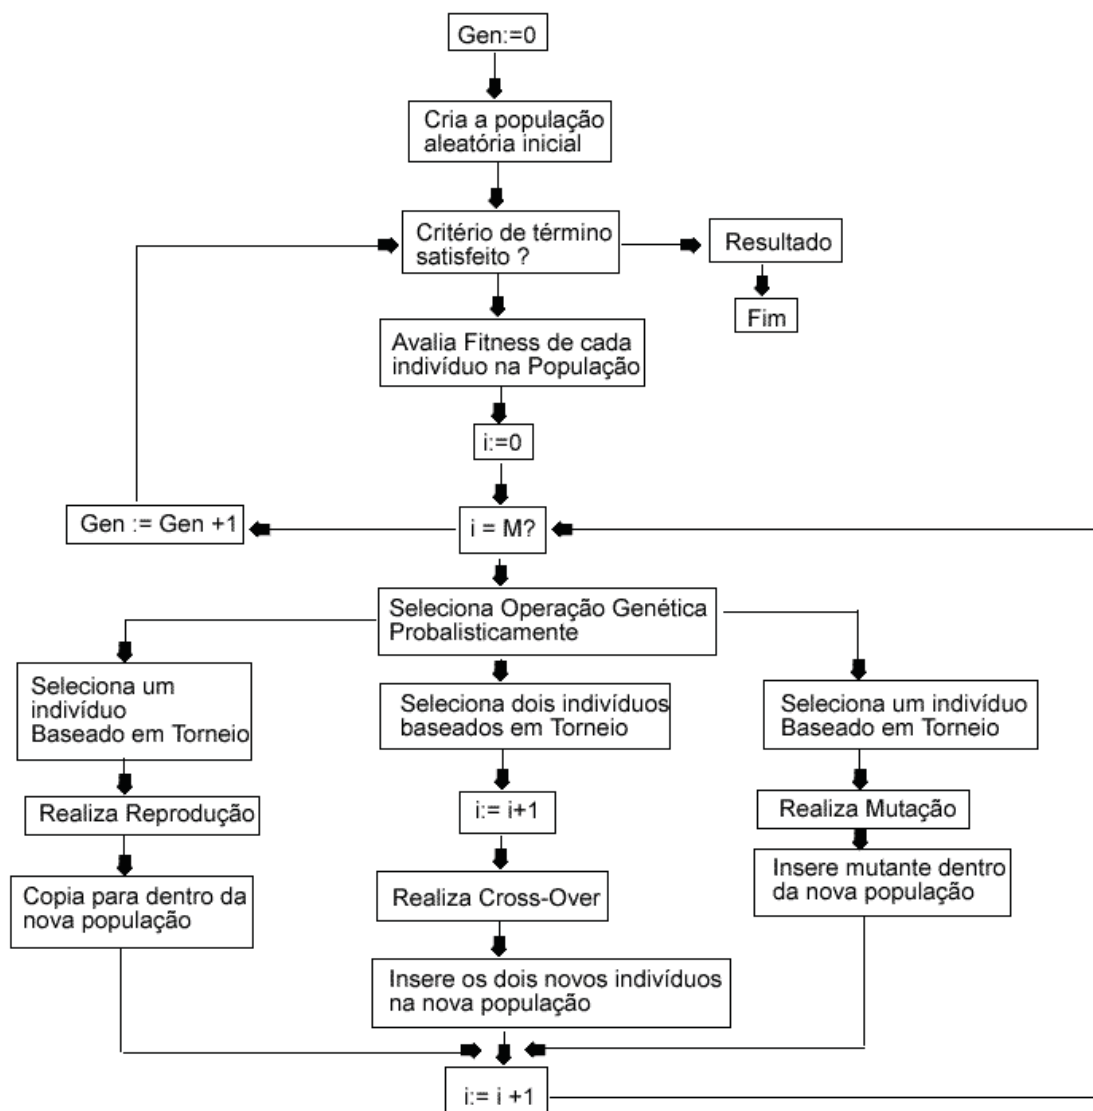 Gen:=0
Cria a população
aleatória inicial
Critério de término
satisfeito ?
Resultado
Fim
Avalia Fitness de cada
indivíduo na População
i:=0
Gen := Gen +1
i = M?
Seleciona Operação Genética
Probalisticamente
Seleciona um
indivíduo
Baseado em Torneio
Seleciona dois indivíduos
baseados em Torneio
Seleciona um indivíduo
Baseado em Torneio
Realiza Reprodução
i:= i+1
Realiza Mutação
Copia para dentro da
nova população
Realiza Cross-Over
Insere mutante dentro
da nova população
Insere os dois novos indivíduos
na nova população
i:= i +1